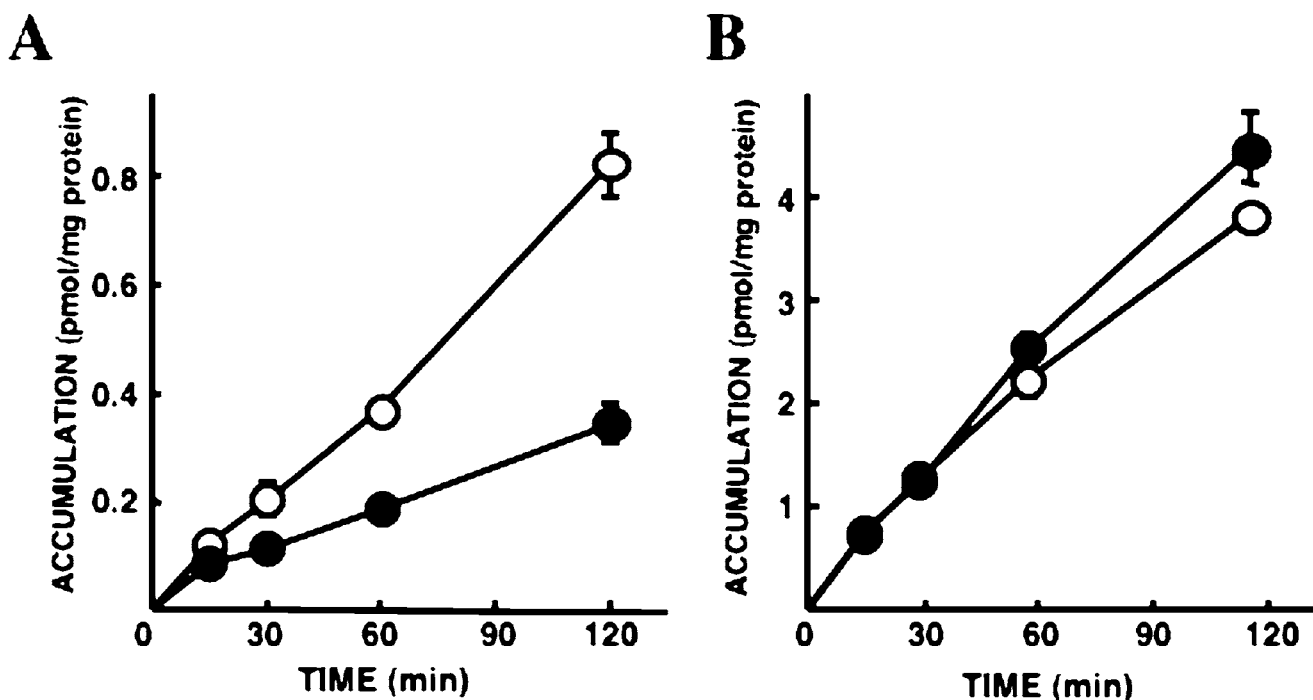 A
ACCUMULATION (pmol/mg protein)
0.8
0.6
0.4
0.2
0 30 60 90 120
TIME (min)
B
ACCUMULATION (pmol/mg protein)
4
3
2
1
0 30 60 90 120
TIME (min)